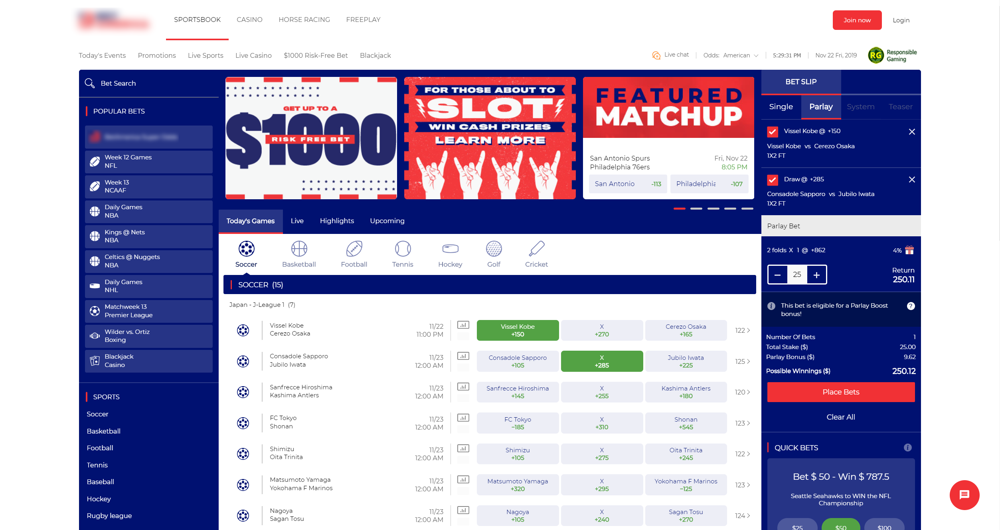 SPORTSBOOK CASINO HORSE RACING FREEPLAY
Join now Login
Today's Events Promotions Live Sports Live Casino $1000 Risk-Free Bet Blackjack
Live chat Odds: American 5:29:31 PM Nov 22 Fri, 2019 RG Responsible Gaming
Bet Search
POPULAR BETS
Week 12 Games
NFL
Week 13
NCAAF
Daily Games
NBA
Kings @ Nets
NBA
Celtics @ Nuggets
NBA
Daily Games
NHL
Matchweek 13
Premier League
Wilder vs. Ortiz
Boxing
Blackjack
Casino
SPORTS
Soccer
Basketball
Football
Tennis
Baseball
Hockey
Rugby league
GET UP TO A
$1000
RISK FREE BET
FOR THOSE ABOUT TO
SLOT
WIN CASH PRIZES
LEARN MORE
FEATURED
MATCHUP
San Antonio Spurs Fri, Nov 22
Philadelphia 76ers 8:05 PM
San Antonio -113 Philadelphia -107
Today's Games Live Highlights Upcoming
Soccer Basketball Football Tennis Hockey Golf Cricket
SOCCER (15)
Japan - J-League 1 (7)
Vissel Kobe 11/22 Vissel Kobe X Cerezo Osaka
Cerezo Osaka 11:00 PM +150 +270 +165 122 >
Consadole Sapporo 11/23 Consadole Sapporo X Jubilo Iwata
Jubilo Iwata 12:00 AM +105 +285 +225 125 >
Sanfrecce Hiroshima 11/23 Sanfrecce Hiroshima X Kashima Antlers
Kashima Antlers 12:00 AM +145 +255 +180 120 >
FC Tokyo 11/23 FC Tokyo X Shonan
Shonan 12:00 AM −185 +310 +545 123 >
Shimizu 11/23 Shimizu X Oita Trinita
Oita Trinita 12:00 AM +105 +275 +245 122 >
Matsumoto Yamaga 11/23 Matsumoto Yamaga X Yokohama F Marinos
Yokohama F Marinos 12:00 AM +320 +295 −125 123 >
Nagoya 11/23 Nagoya X Sagan Tosu
Sagan Tosu 12:00 AM +105 +240 +270 124 >
BET SLIP
Single Parlay System Teaser
Vissel Kobe @ +150
Vissel Kobe vs Cerezo Osaka
1X2 FT
Draw @ +285
Consadole Sapporo vs Jubilo Iwata
1X2 FT
Parlay Bet
2 folds X 1 @ +862 4%
− 25 + Return
250.11
This bet is eligible for a Parlay Boost
bonus!
Number Of Bets 1
Total Stake ($) 25.00
Parlay Bonus ($) 9.62
Possible Winnings ($) 250.12
Place Bets
Clear All
QUICK BETS
Bet $ 50 - Win $ 787.5
Seattle Seahawks to WIN the NFL
Championship
$25 $50 $100